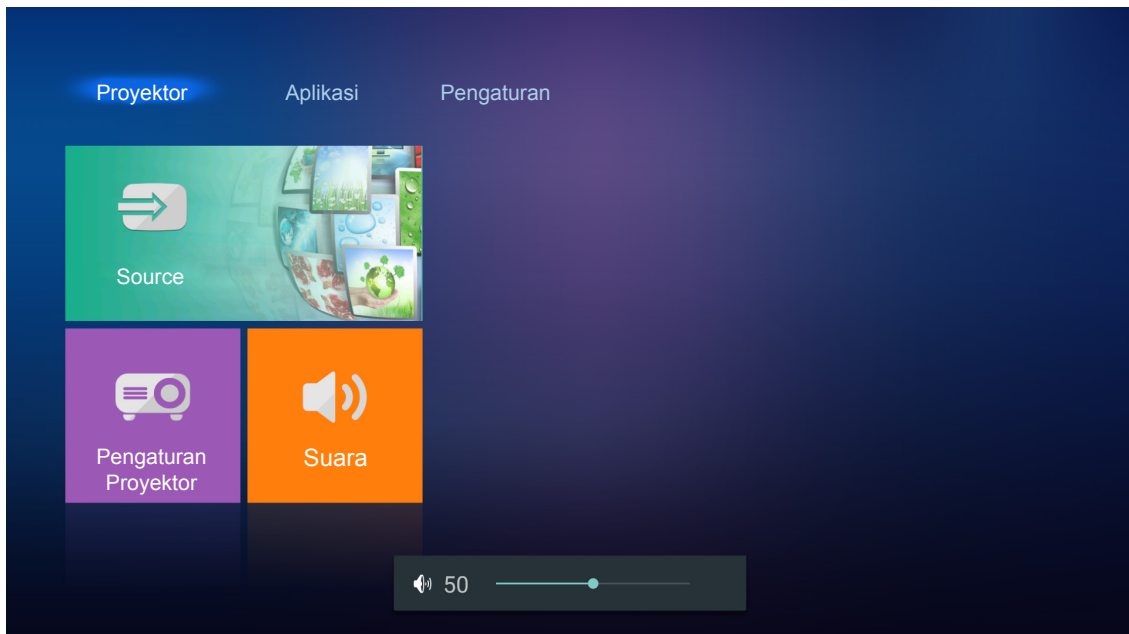 Proyektor Aplikasi Pengaturan
Source
Pengaturan
Proyektor
Suara
50